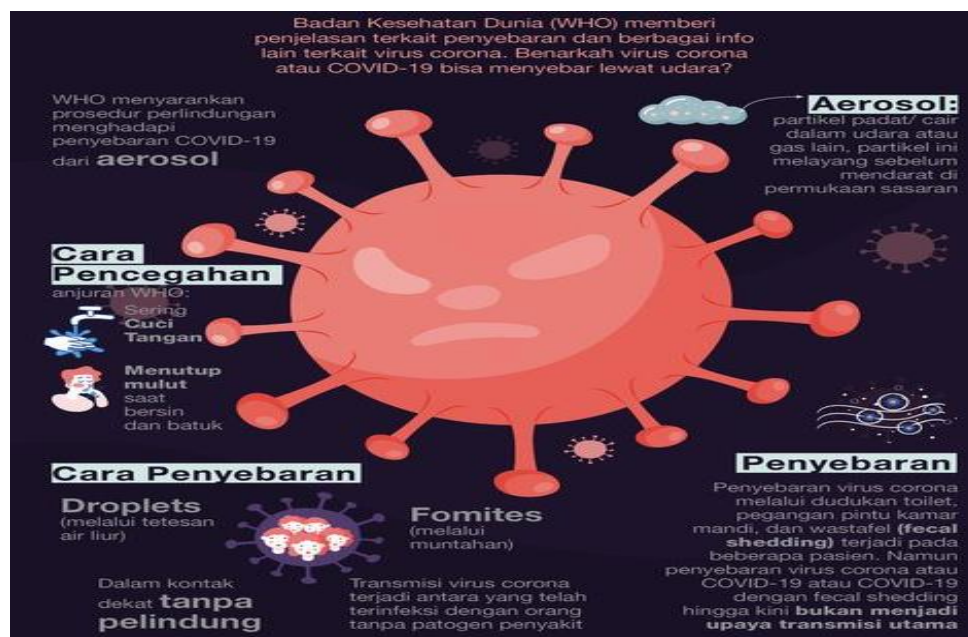 Badan Kesehatan Dunia (WHO) memberi
penjelasan terkait penyebaran dan berbagai info
lain terkait virus corona. Benarkah virus corona
atau COVID-19 bisa menyebar lewat udara?
WHO menyarankan
prosedur perlindungan
menghadapi
penyebaran COVID-19
dari aerosol
Aerosol:
partikel padat/ cair
dalam udara atau
gas lain, partikel ini
melayang sebelum
mendarat di
permukaan sasaran
Cara
Pencegahan
anjuran WHO:
Sering
Cuci
Tangan
Menutup
mulut
saat
bersin
dan batuk
Cara Penyebaran
Droplets
(melalui tetesan
air liur)
Fomites
(melalui
muntahan)
Dalam kontak
dekat tanpa
pelindung
Transmisi virus corona
terjadi antara yang telah
terinfeksi dengan orang
tanpa patogen penyakit
Penyebaran
Penyebaran virus corona
melalui dudukan toilet,
pegangan pintu kamar
mandi, dan wastafel (fecal
shedding) terjadi pada
beberapa pasien. Namun
penyebaran virus corona atau
COVID-19 atau COVID-19
dengan fecal shedding
hingga kini bukan menjadi
upaya transmisi utama